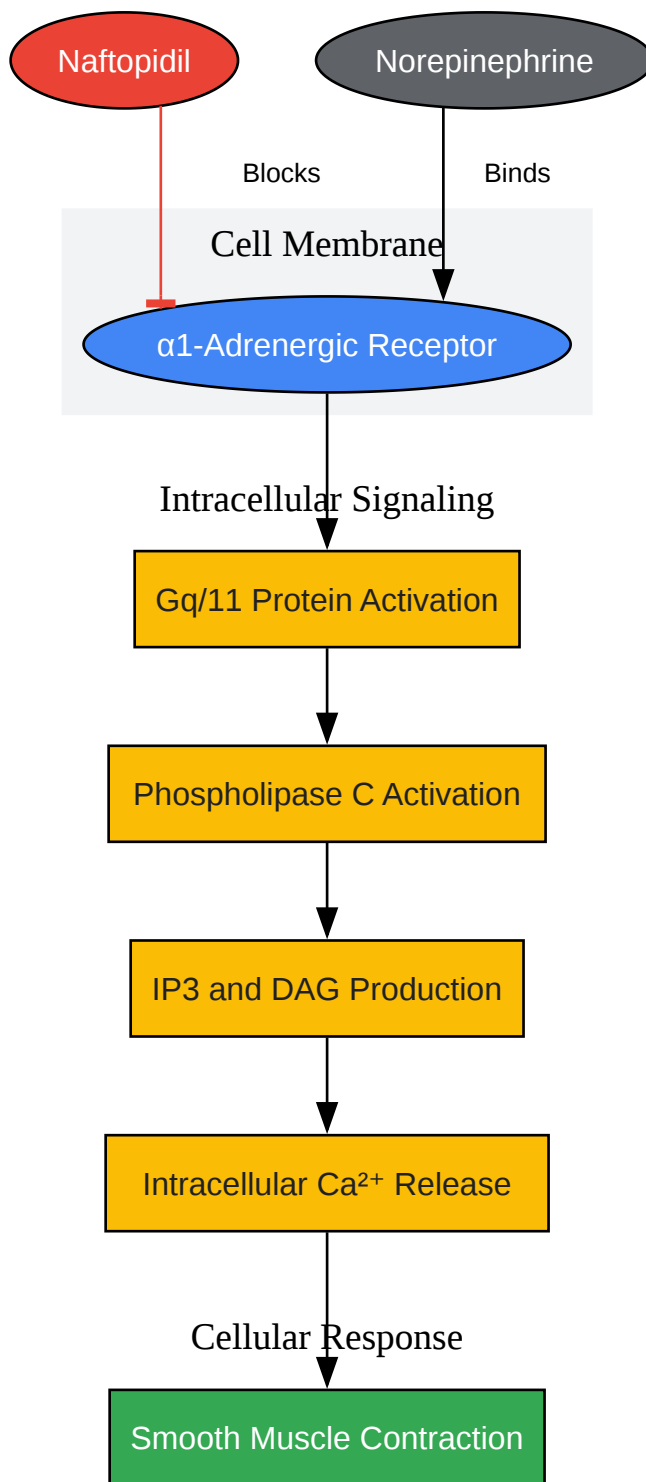 Naftopidil
Norepinephrine
Blocks
Binds
Cell Membrane
α1-Adrenergic Receptor
Intracellular Signaling
Gq/11 Protein Activation
Phospholipase C Activation
IP3 and DAG Production
Intracellular Ca²⁺ Release
Cellular Response
Smooth Muscle Contraction